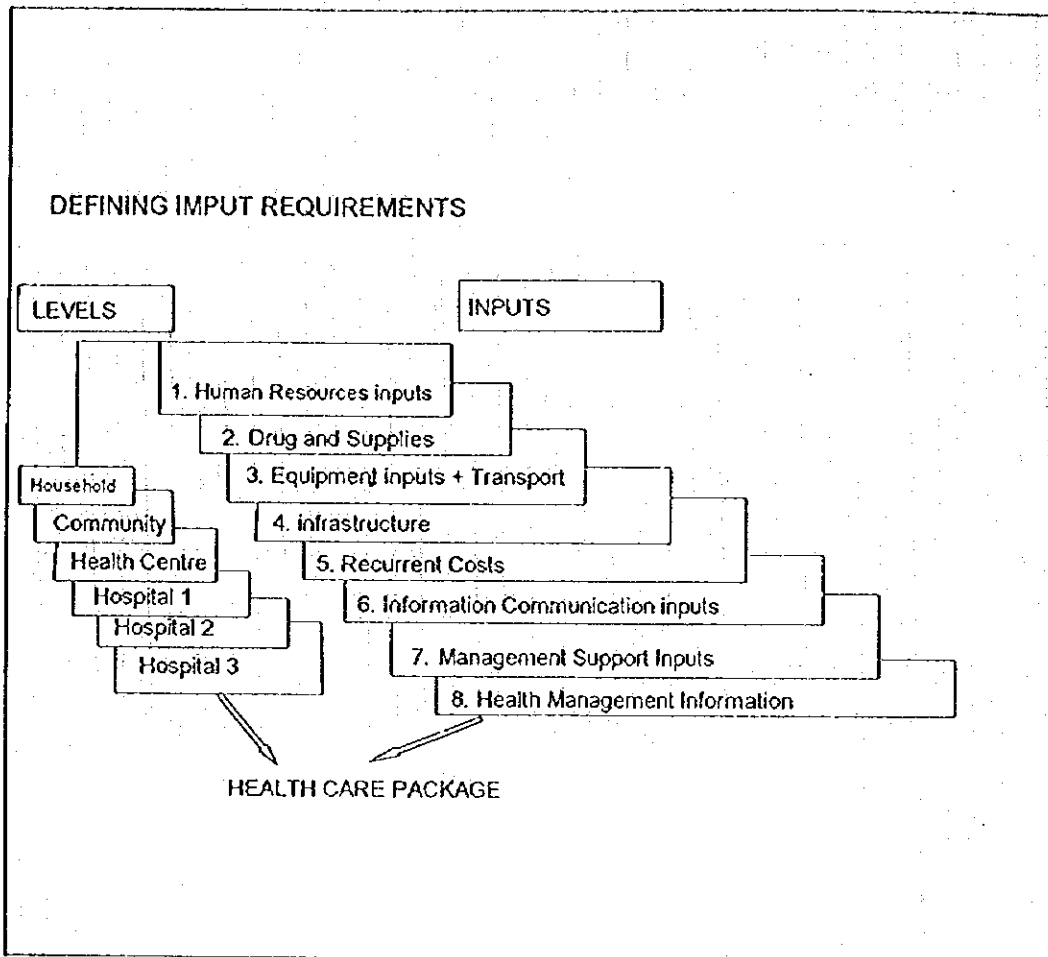 DEFINING IMPUT REQUIREMENTS
LEVELS
INPUTS
1. Human Resources inputs
2. Drug and Supplies
3. Equipment inputs + Transport
4. infrastructure
5. Recurrent Costs
6. Information Communication inputs
7. Management Support Inputs
8. Health Management Information
Household
Community
Health Centre
Hospital 1
Hospital 2
Hospital 3
HEALTH CARE PACKAGE